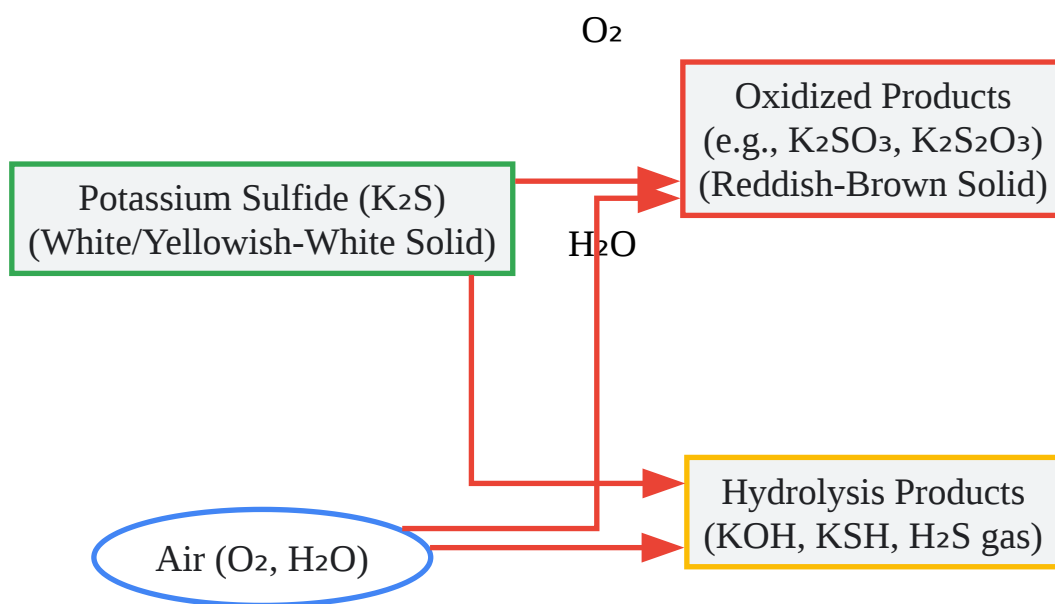 O₂
Oxidized Products
(e.g., K₂SO₃, K₂S₂O₃)
(Reddish-Brown Solid)
Potassium Sulfide (K₂S)
(White/Yellowish-White Solid)
H₂O
Hydrolysis Products
(KOH, KSH, H₂S gas)
Air (O₂, H₂O)